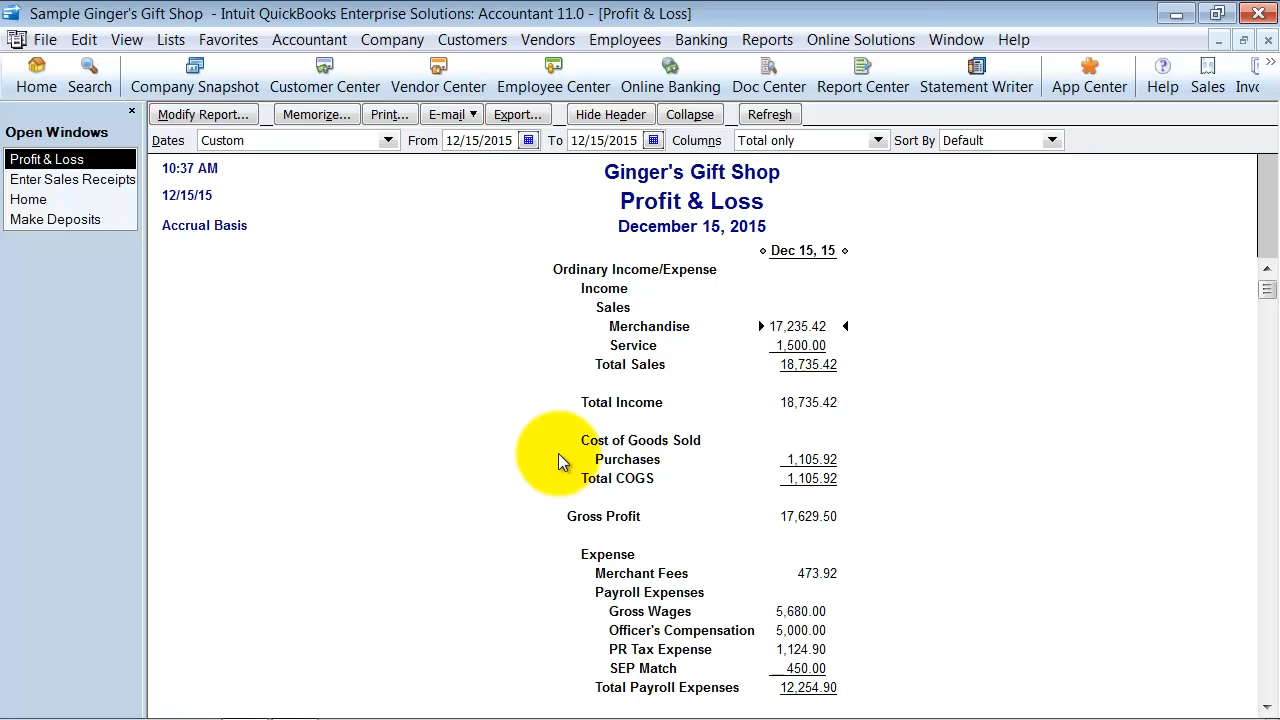 Sample Ginger's Gift Shop - Intuit QuickBooks Enterprise Solutions: Accountant 11.0 - [Profit & Loss]
File Edit View Lists Favorites Accountant Company Customers Vendors Employees Banking Reports Online Solutions Window Help
Home Search Company Snapshot Customer Center Vendor Center Employee Center Online Banking Doc Center Report Center Statement Writer App Center Help Sales Invo
Open Windows
Profit & Loss
Enter Sales Receipts
Home
Make Deposits
Modify Report... Memorize... Print... E-mail Export... Hide Header Collapse Refresh
Dates Custom From 12/15/2015 To 12/15/2015 Columns Total only Sort By Default
10:37 AM
12/15/15
Accrual Basis
Ginger's Gift Shop
Profit & Loss
December 15, 2015
Dec 15, 15
Ordinary Income/Expense
Income
Sales
Merchandise 17,235.42
Service 1,500.00
Total Sales 18,735.42
Total Income 18,735.42
Cost of Goods Sold
Purchases 1,105.92
Total COGS 1,105.92
Gross Profit 17,629.50
Expense
Merchant Fees 473.92
Payroll Expenses
Gross Wages 5,680.00
Officer's Compensation 5,000.00
PR Tax Expense 1,124.90
SEP Match 450.00
Total Payroll Expenses 12,254.90